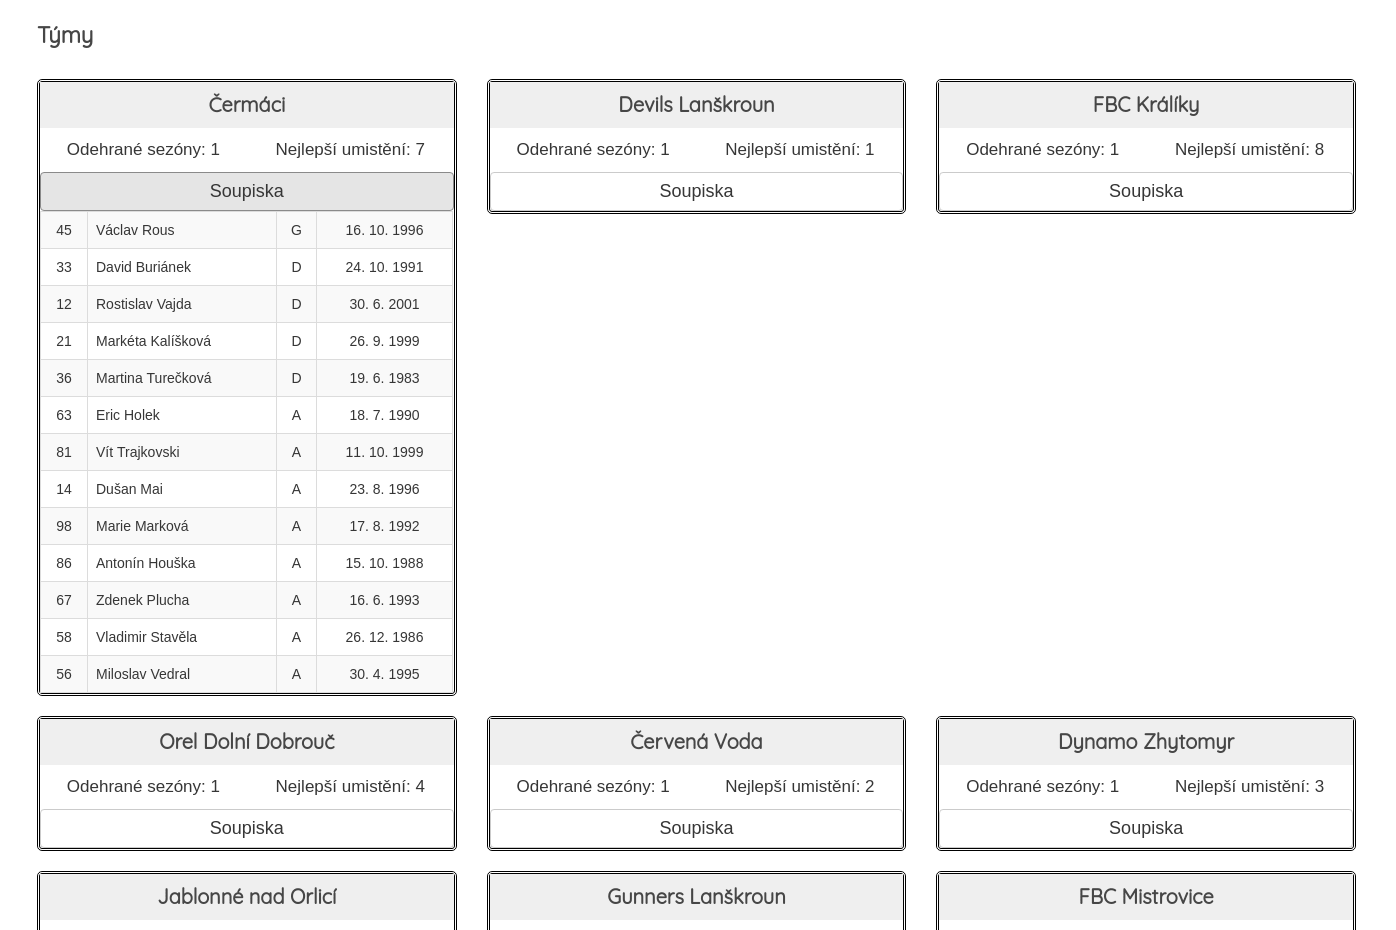 Týmy
Čermáci
Odehrané sezóny: 1 Nejlepší umistění: 7
Soupiska
45 Václav Rous G 16. 10. 1996
33 David Buriánek D 24. 10. 1991
12 Rostislav Vajda D 30. 6. 2001
21 Markéta Kalíšková D 26. 9. 1999
36 Martina Turečková D 19. 6. 1983
63 Eric Holek A 18. 7. 1990
81 Vít Trajkovski A 11. 10. 1999
14 Dušan Mai A 23. 8. 1996
98 Marie Marková A 17. 8. 1992
86 Antonín Houška A 15. 10. 1988
67 Zdenek Plucha A 16. 6. 1993
58 Vladimir Stavěla A 26. 12. 1986
56 Miloslav Vedral A 30. 4. 1995
Devils Lanškroun
Odehrané sezóny: 1 Nejlepší umistění: 1
Soupiska
FBC Králíky
Odehrané sezóny: 1 Nejlepší umistění: 8
Soupiska
Orel Dolní Dobrouč
Odehrané sezóny: 1 Nejlepší umistění: 4
Soupiska
Červená Voda
Odehrané sezóny: 1 Nejlepší umistění: 2
Soupiska
Dynamo Zhytomyr
Odehrané sezóny: 1 Nejlepší umistění: 3
Soupiska
Jablonné nad Orlicí
Gunners Lanškroun
FBC Mistrovice